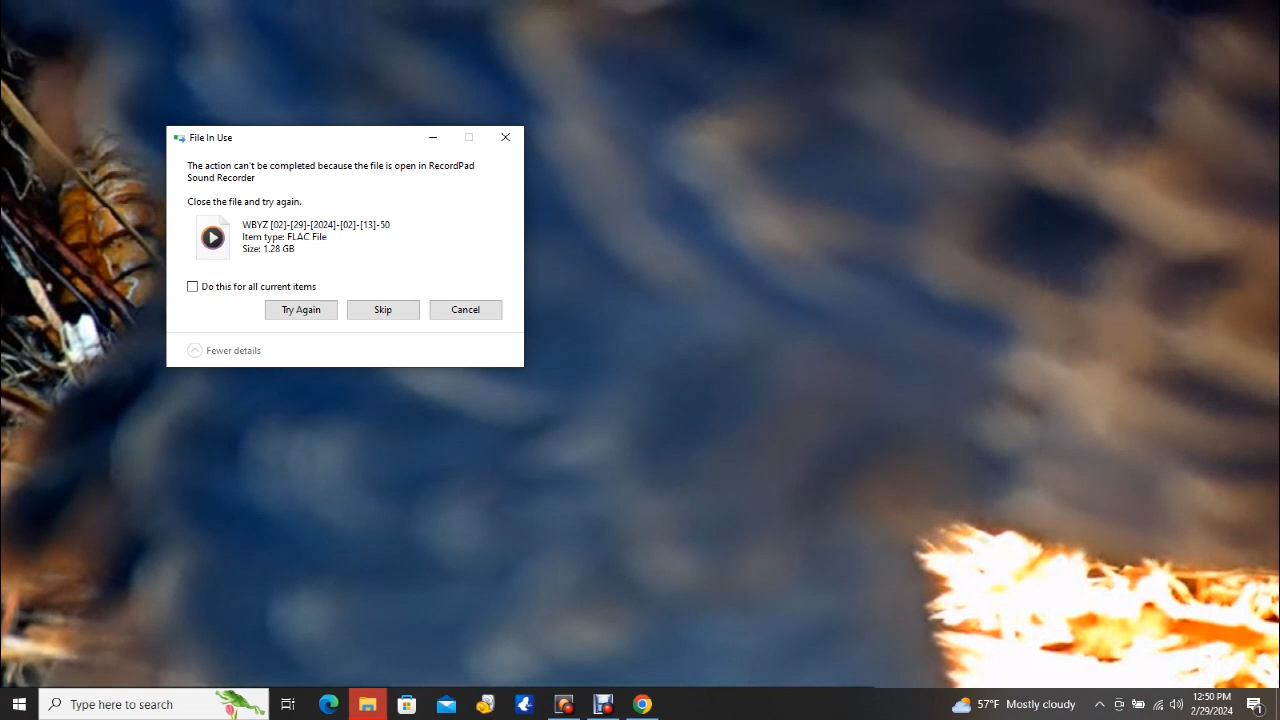 File In Use
The action can't be completed because the file is open in RecordPad
Sound Recorder
Close the file and try again.
WBYZ [02]-[29]-[2024]-[02]-[13]-50
Item type: FLAC File
Size: 1.28 GB
Do this for all current items
Try Again
Skip
Cancel
Fewer details
Type here to search
57°F Mostly cloudy
12:50 PM
2/29/2024
1